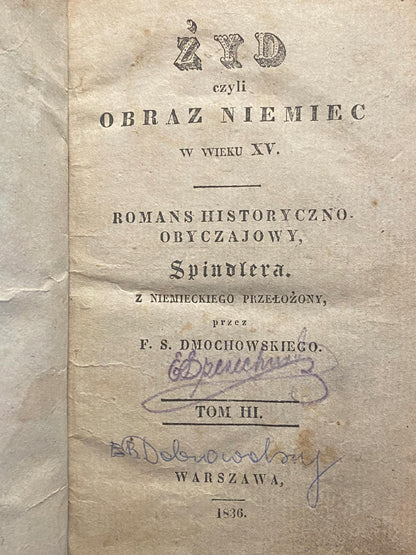 ŻYD
czyli
OBRAZ NIEMIEC
W WIEKU XV.
ROMANS HISTORYCZNO-
OBYCZAJOWY,
Spindlera.
Z NIEMIECKIEGO PRZEŁOŻONY,
przez
F. S. DMOCHOWSKIEGO.
TOM III.
WARSZAWA,
1836.